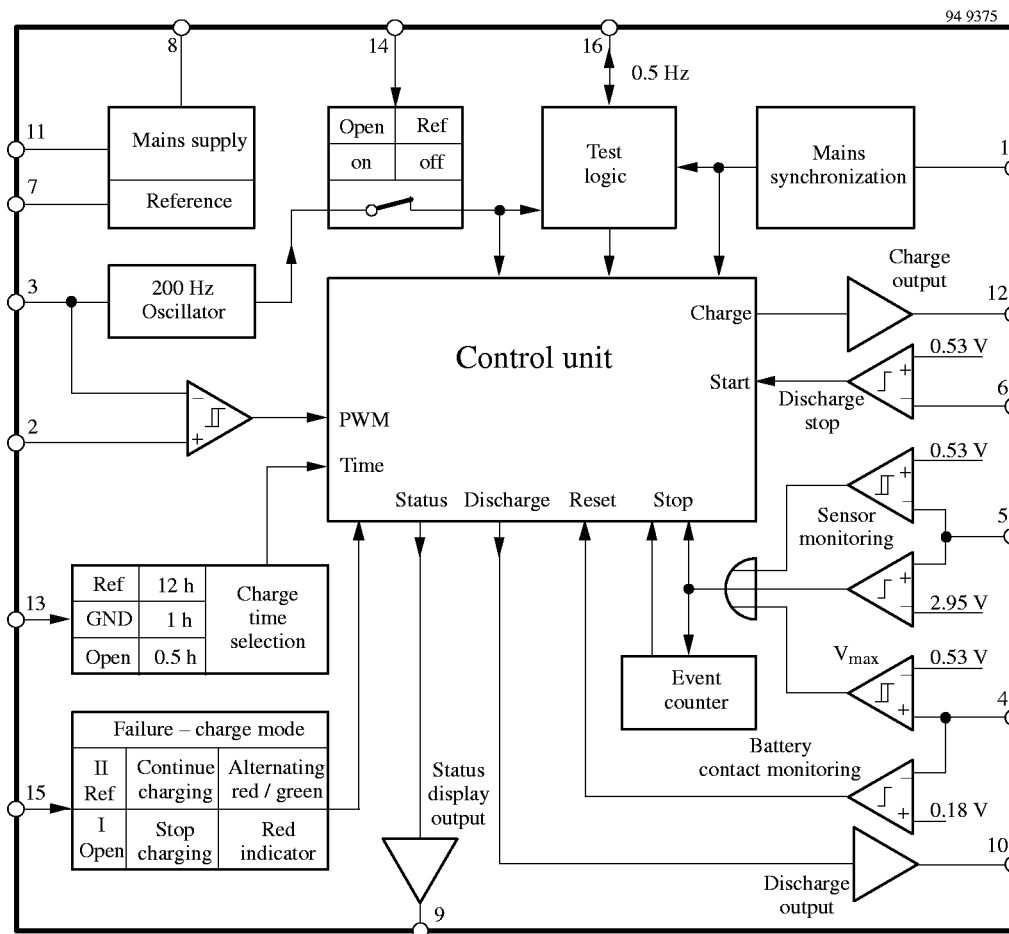 94 9375
8
14
16
0.5 Hz
11
Mains supply
7
Reference
Open Ref
on off
Test
logic
Mains
synchronization
1
3
200 Hz
Oscillator
Charge
output
12
Control unit
Charge
Start
0.53 V
+
−
6
Discharge
stop
−
+
2
PWM
Time
Status Discharge Reset Stop
0.53 V
+
−
Sensor
monitoring
5
+
−
2.95 V
13
Ref 12 h
GND 1 h
Open 0.5 h
Charge
time
selection
Event
counter
Vmax
0.53 V
−
+
4
Battery
contact monitoring
−
+
0.18 V
15
Failure – charge mode
II
Ref
Continue
charging
Alternating
red / green
I
Open
Stop
charging
Red
indicator
Status
display
output
9
Discharge
output
10